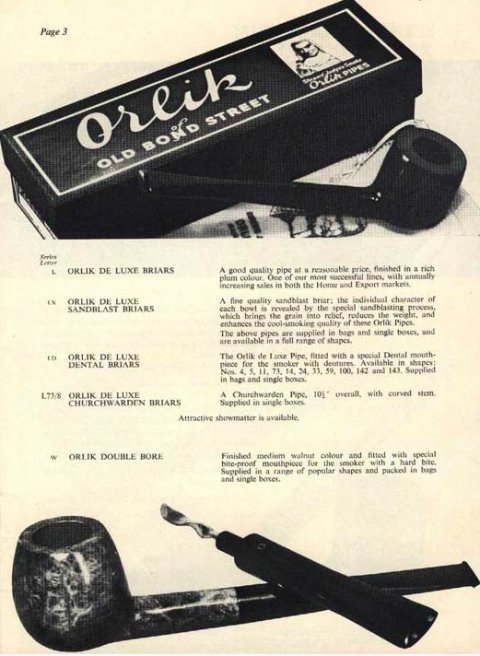 Page 3
Orlik
OF
OLD BOND STREET
Shrewd Judges Smoke
Orlik PIPES
Series
Letter
L ORLIK DE LUXE BRIARS
A good quality pipe at a reasonable price, finished in a rich
plum colour. One of our most successful lines, with annually
increasing sales in both the Home and Export markets.
LX ORLIK DE LUXE
SANDBLAST BRIARS
A fine quality sandblast briar; the individual character of
each bowl is revealed by the special sandblasting process,
which brings the grain into relief, reduces the weight, and
enhances the cool-smoking quality of these Orlik Pipes.
The above pipes are supplied in bags and single boxes, and
are available in a full range of shapes.
LD ORLIK DE LUXE
DENTAL BRIARS
The Orlik de Luxe Pipe, fitted with a special Dental mouth-
piece for the smoker with dentures. Available in shapes:
Nos. 4, 5, 11, 73, 14, 24, 33, 59, 100, 142 and 143. Supplied
in bags and single boxes.
L73/8 ORLIK DE LUXE
CHURCHWARDEN BRIARS
A Churchwarden Pipe, 10½" overall, with curved stem.
Supplied in single boxes.
Attractive showmatter is available.
W ORLIK DOUBLE BORE
Finished medium walnut colour and fitted with special
bite-proof mouthpiece for the smoker with a hard bite.
Supplied in a range of popular shapes and packed in bags
and single boxes.